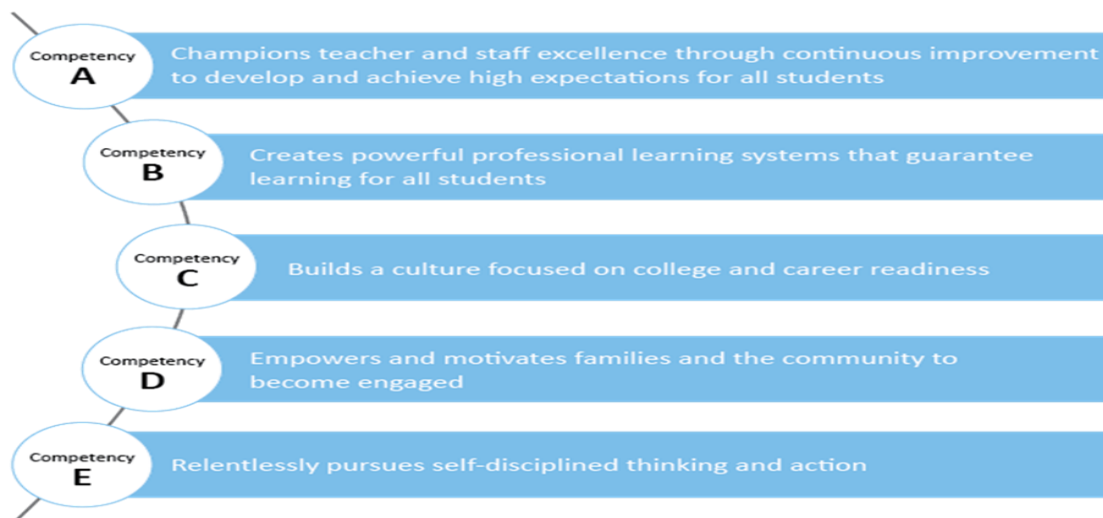 Competency
A
Champions teacher and staff excellence through continuous improvement
to develop and achieve high expectations for all students
Competency
B
Creates powerful professional learning systems that guarantee
learning for all students
Competency
C
Builds a culture focused on college and career readiness
Competency
D
Empowers and motivates families and the community to
become engaged
Competency
E
Relentlessly pursues self-disciplined thinking and action